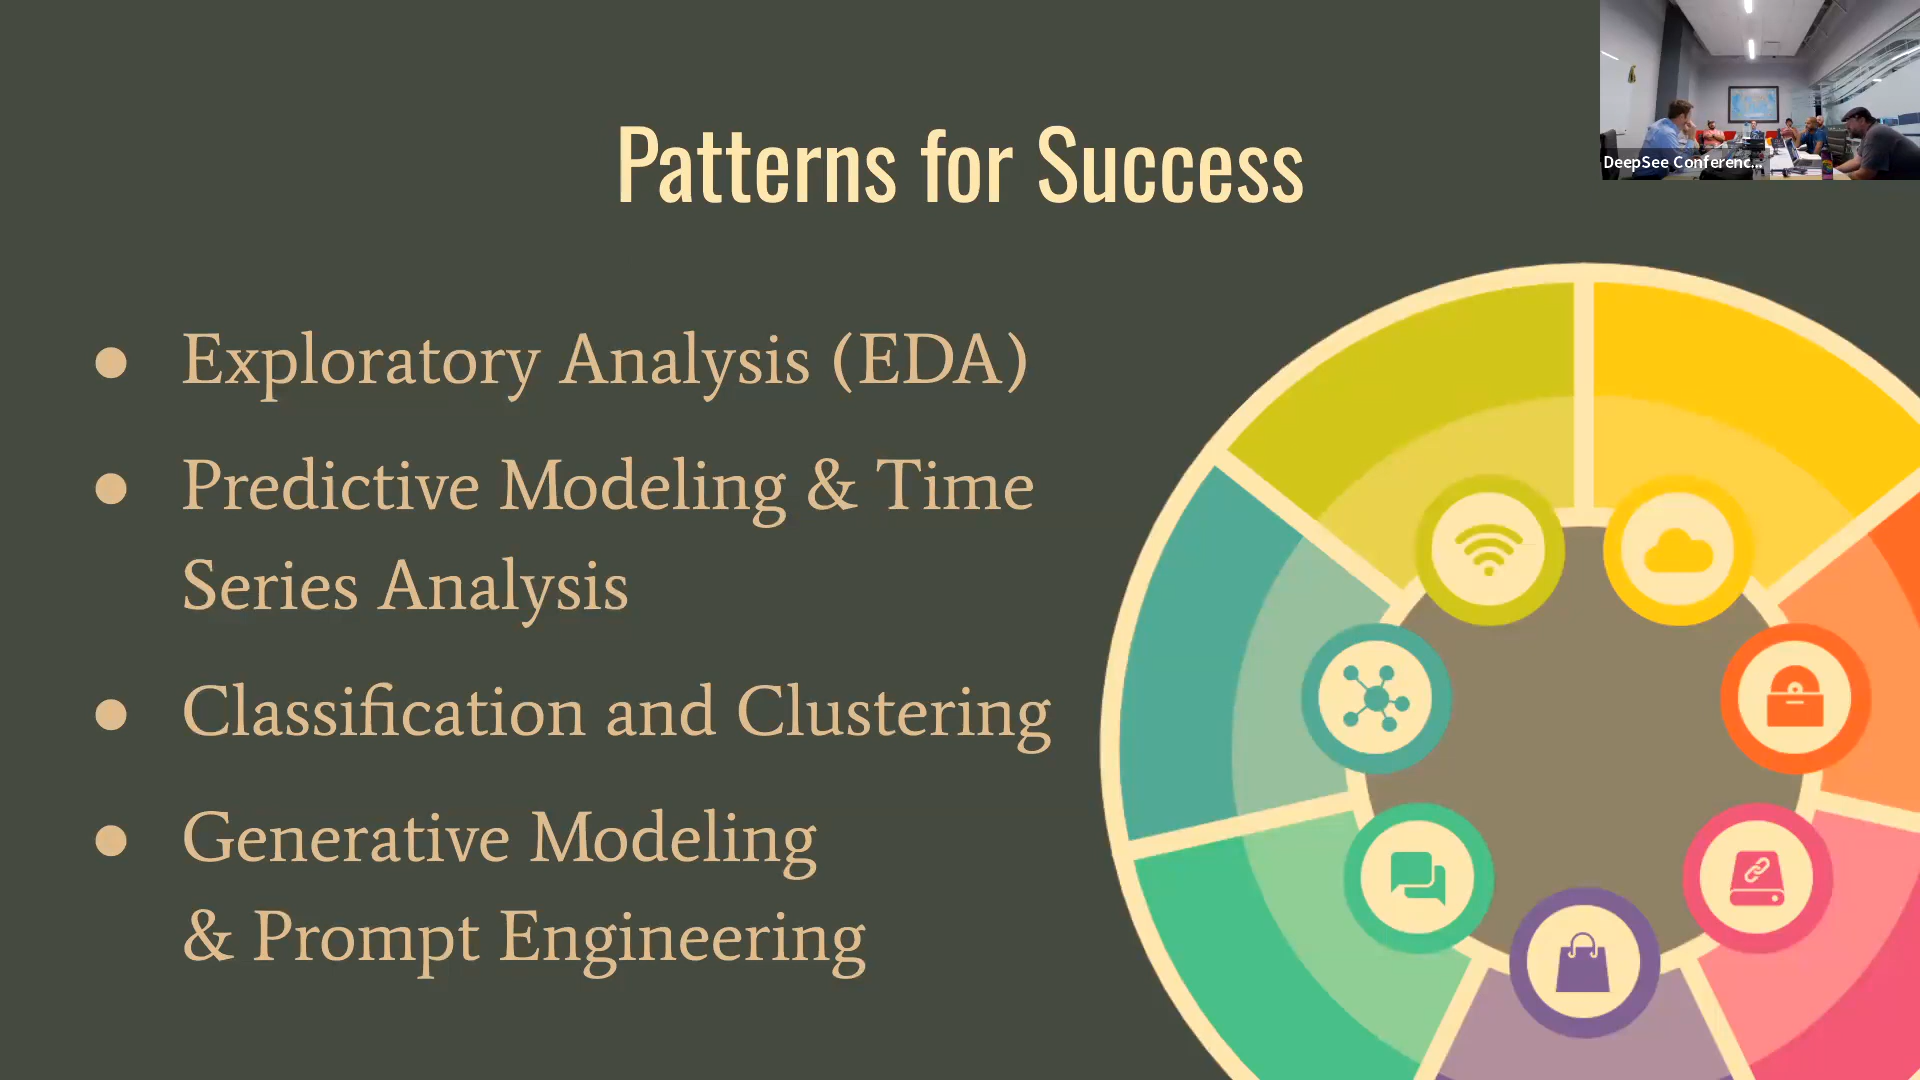 Patterns for Success
DeepSee Conferenc...
● Exploratory Analysis (EDA)
● Predictive Modeling & Time
Series Analysis
● Classification and Clustering
● Generative Modeling
& Prompt Engineering